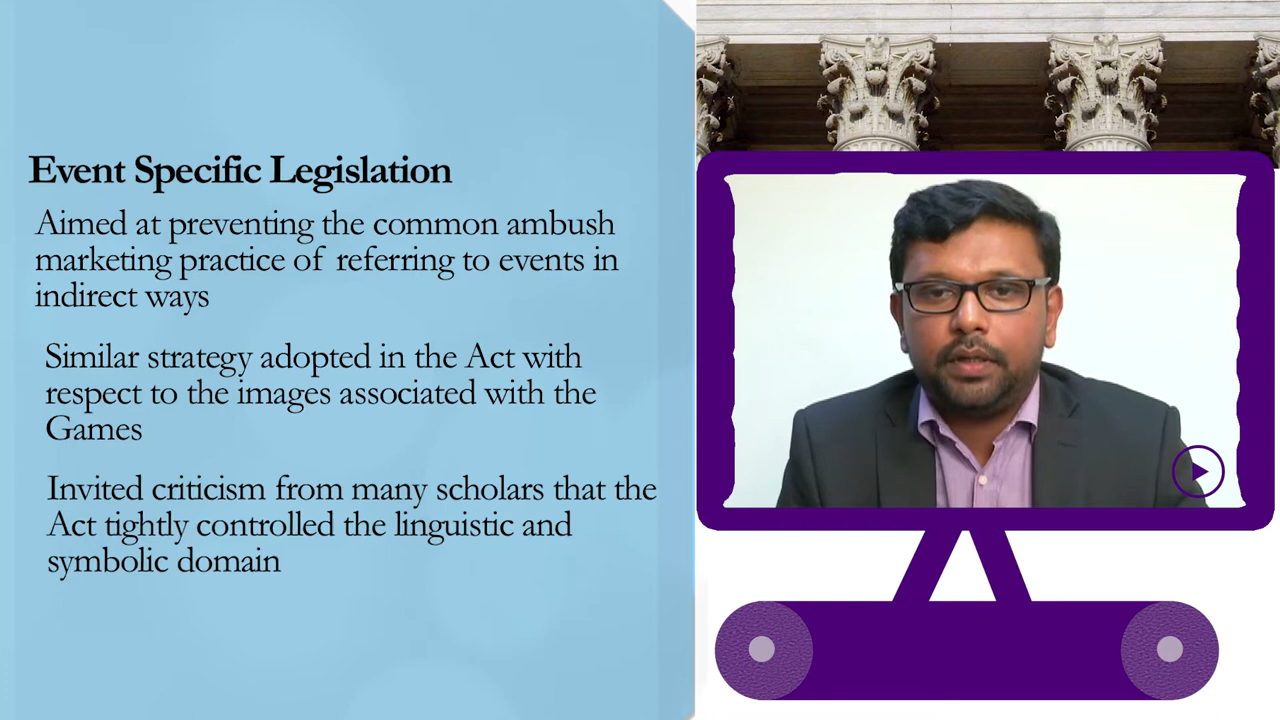 Event Specific Legislation
Aimed at preventing the common ambush
marketing practice of referring to events in
indirect ways
Similar strategy adopted in the Act with
respect to the images associated with the
Games
Invited criticism from many scholars that the
Act tightly controlled the linguistic and
symbolic domain